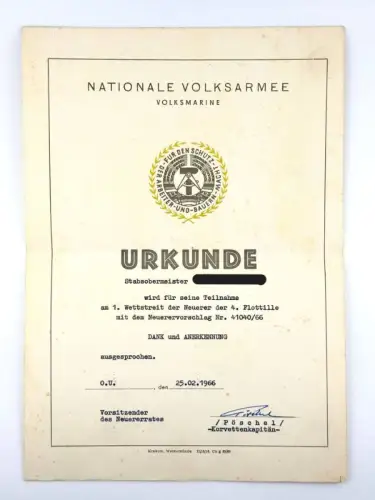 NATIONALE VOLKSARMEE
VOLKSMARINE
FÜR DEN SCHUTZ DER ARBEITER-UND-BAUERN-MACHT
URKUNDE
Stabsobermeister
wird für seine Teilnahme
am 1. Wettstreit der Neuerer der 4. Flottille
mit dem Neuerervorschlag Nr. 41040/66
DANK und ANERKENNUNG
ausgesprochen.
O.U. , den 25.02.1966
Vorsitzender
des Neuererrates
/ Pöschel /
-Korvettenkapitän-